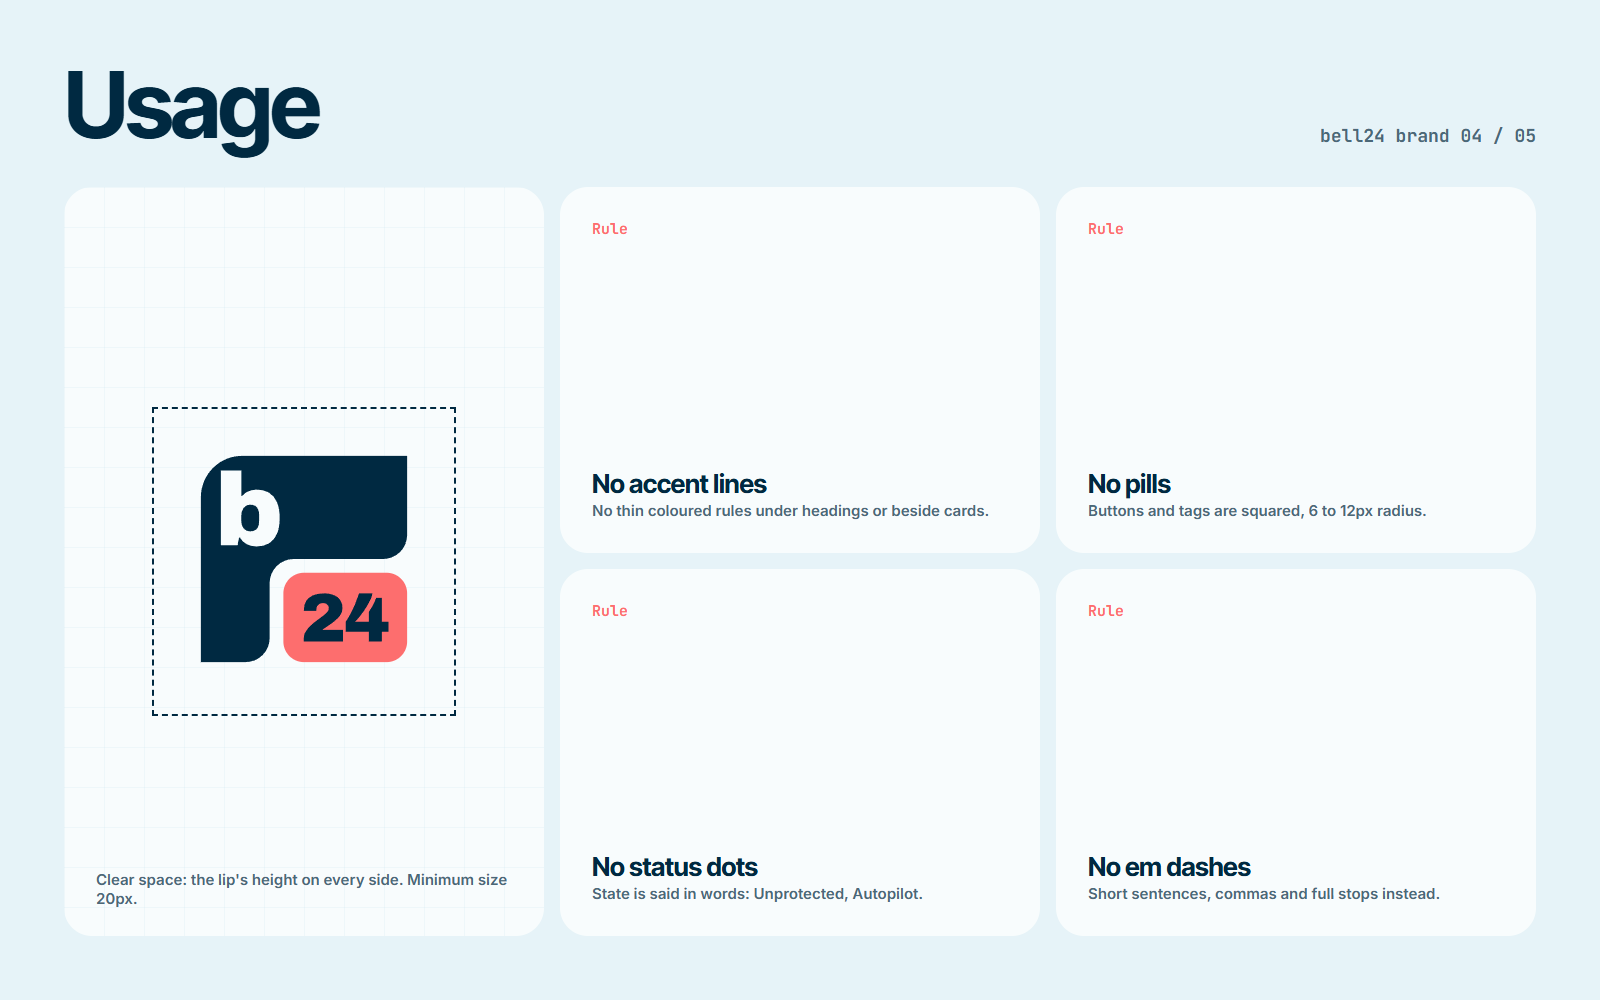 Usage
bell24 brand 04 / 05
b
24
Clear space: the lip's height on every side. Minimum size
20px.
Rule
No accent lines
No thin coloured rules under headings or beside cards.
Rule
No pills
Buttons and tags are squared, 6 to 12px radius.
Rule
No status dots
State is said in words: Unprotected, Autopilot.
Rule
No em dashes
Short sentences, commas and full stops instead.